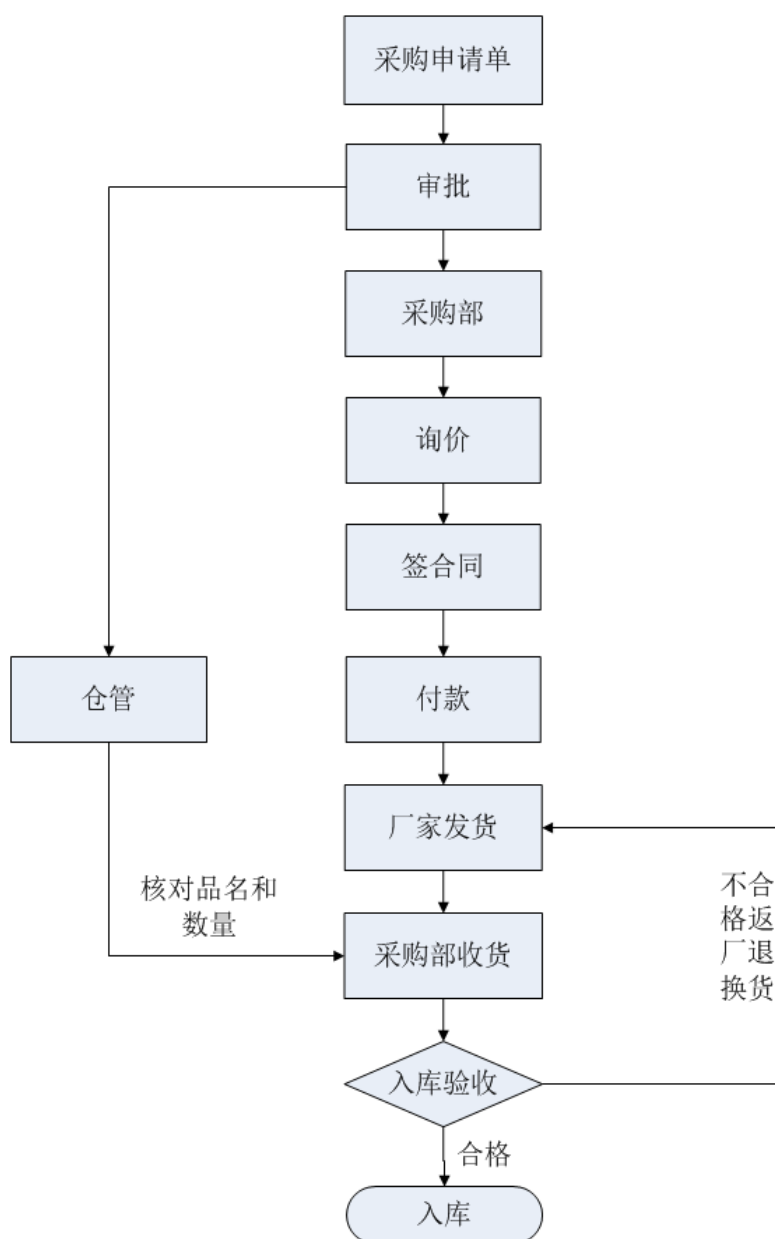 采购申请单
审批
采购部
询价
签合同
仓管
付款
厂家发货
核对品名和
数量
不合
格返
厂退
换货
采购部收货
入库验收
合格
入库